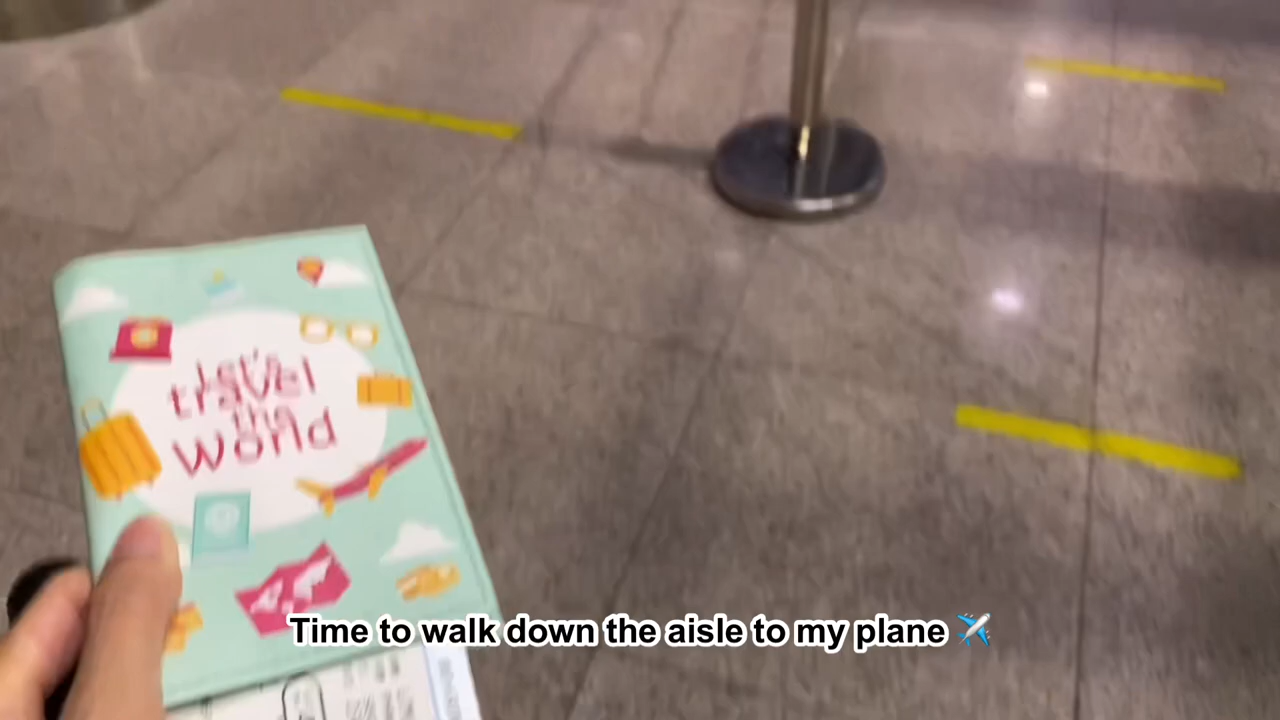 Let's
travel
the
World
Time to walk down the aisle to my plane ✈️